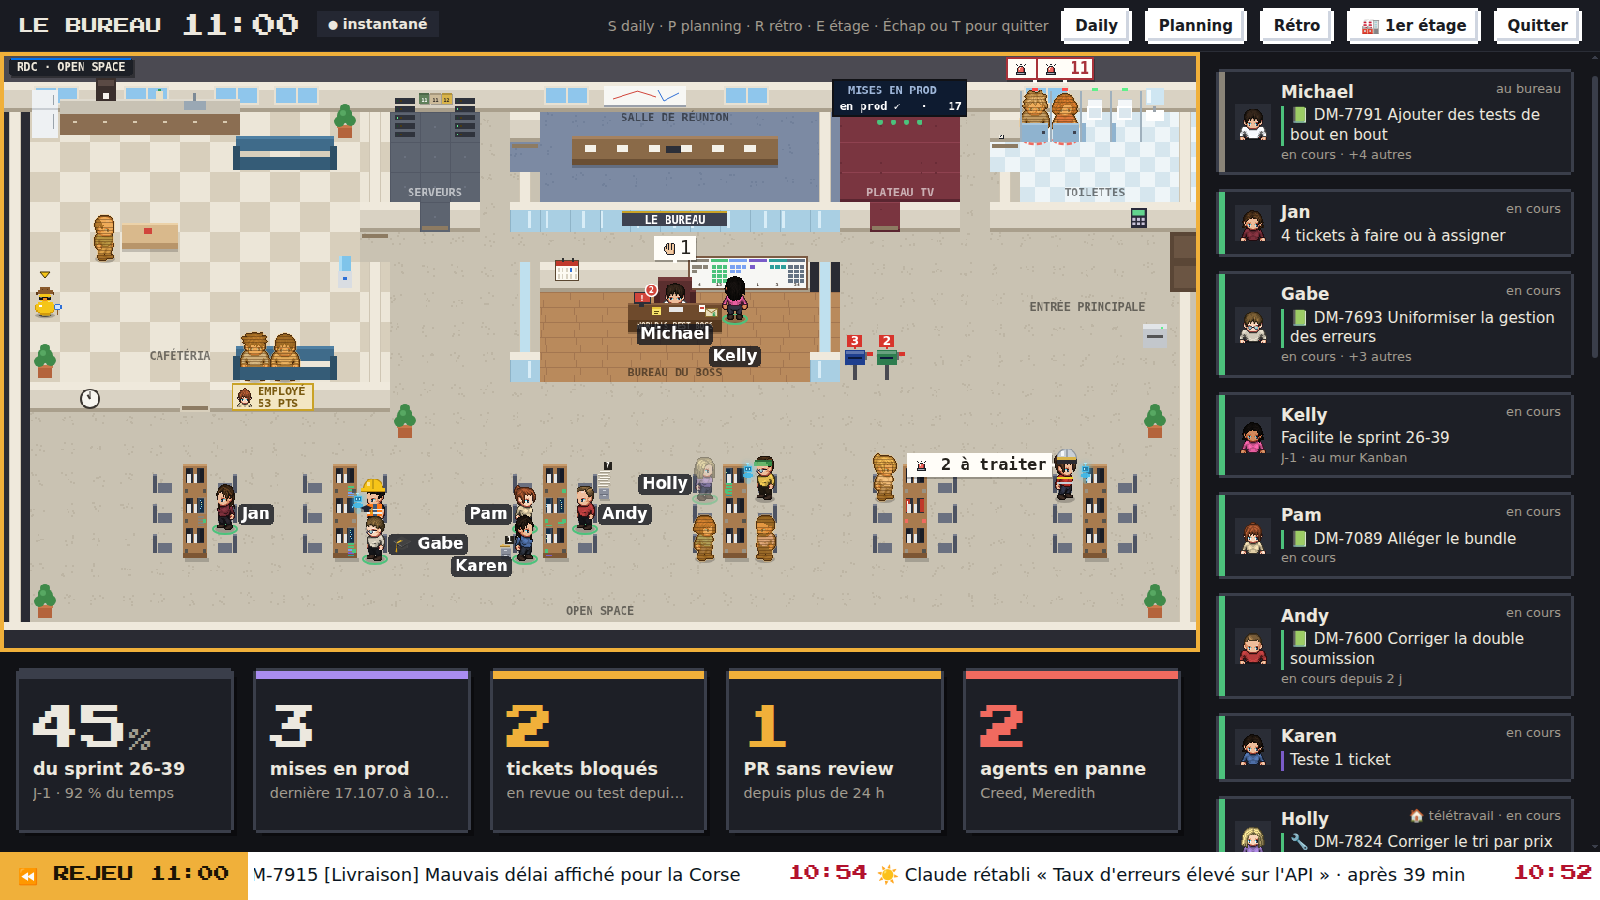 LE BUREAU 11:00 ● instantané S daily · P planning · R rétro · E étage · Échap ou T pour quitter Daily Planning Rétro 🏭 1er étage Quitter
RDC · OPEN SPACE
11
MISES EN PROD
en prod ✓ · 17
11 11 12
SALLE DE RÉUNION
SERVEURS
PLATEAU TV
TOILETTES
LE BUREAU
1
2
Michael
Kelly
BUREAU DU BOSS
ENTRÉE PRINCIPALE
3 2
CAFÉTÉRIA
EMPLOYÉ
53 PTS
2 à traiter
Holly
Jan
Pam
Andy
Gabe
Karen
OPEN SPACE
Michael au bureau
📗 DM-7791 Ajouter des tests de
bout en bout
en cours · +4 autres
Jan en cours
4 tickets à faire ou à assigner
Gabe en cours
📗 DM-7693 Uniformiser la gestion
des erreurs
en cours · +3 autres
Kelly en cours
Facilite le sprint 26-39
J-1 · au mur Kanban
Pam en cours
📗 DM-7089 Alléger le bundle
en cours
Andy en cours
📗 DM-7600 Corriger la double
soumission
en cours depuis 2 j
Karen en cours
Teste 1 ticket
Holly 🏠 télétravail · en cours
🔧 DM-7824 Corriger le tri par prix
45%
du sprint 26-39
J-1 · 92 % du temps
3
mises en prod
dernière 17.107.0 à 10...
2
tickets bloqués
en revue ou test depui...
1
PR sans review
depuis plus de 24 h
2
agents en panne
Creed, Meredith
⏪ REJEU 11:00
M-7915 [Livraison] Mauvais délai affiché pour la Corse 10:54 ☀️ Claude rétabli « Taux d'erreurs élevé sur l'API » · après 39 min 10:52